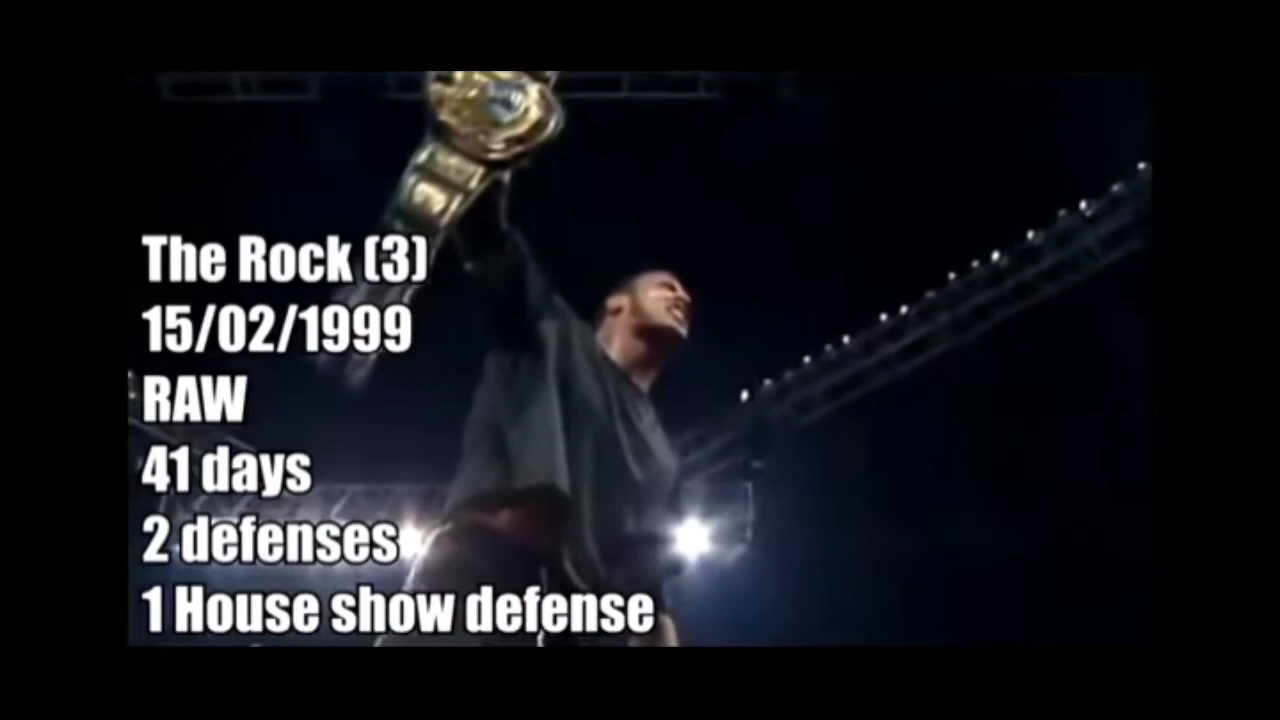 The Rock (3)
15/02/1999
RAW
41 days
2 defenses
1 House show defense